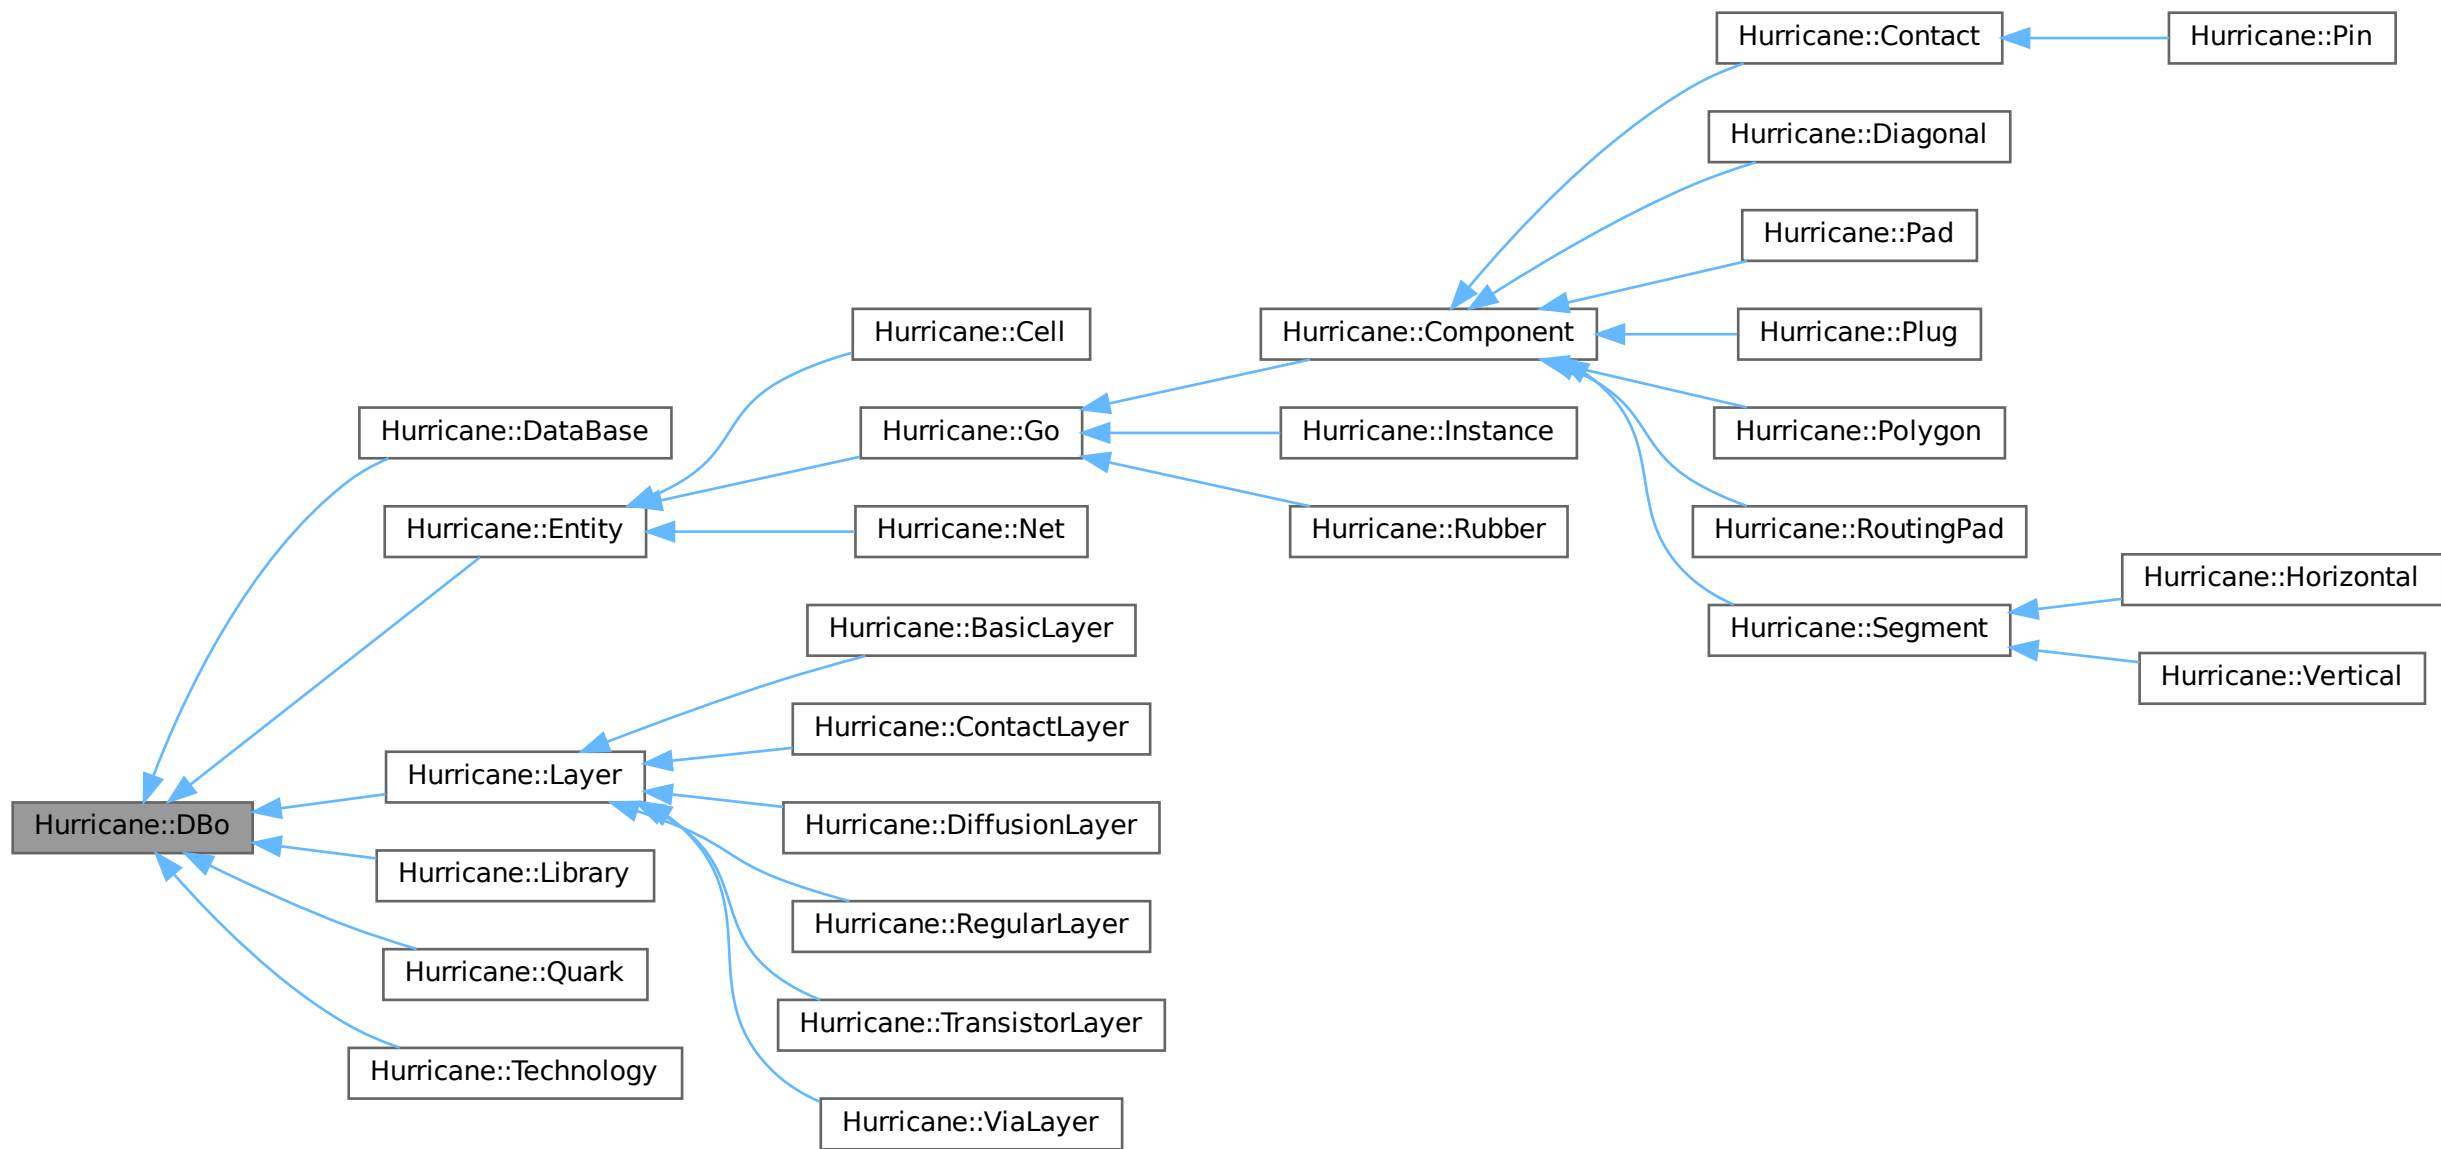 Hurricane::Contact
Hurricane::Pin
Hurricane::Diagonal
Hurricane::Pad
Hurricane::Cell
Hurricane::Component
Hurricane::Plug
Hurricane::DataBase
Hurricane::Go
Hurricane::Instance
Hurricane::Polygon
Hurricane::Entity
Hurricane::Net
Hurricane::Rubber
Hurricane::RoutingPad
Hurricane::Horizontal
Hurricane::BasicLayer
Hurricane::Segment
Hurricane::Vertical
Hurricane::ContactLayer
Hurricane::Layer
Hurricane::DBo
Hurricane::DiffusionLayer
Hurricane::Library
Hurricane::RegularLayer
Hurricane::Quark
Hurricane::TransistorLayer
Hurricane::Technology
Hurricane::ViaLayer